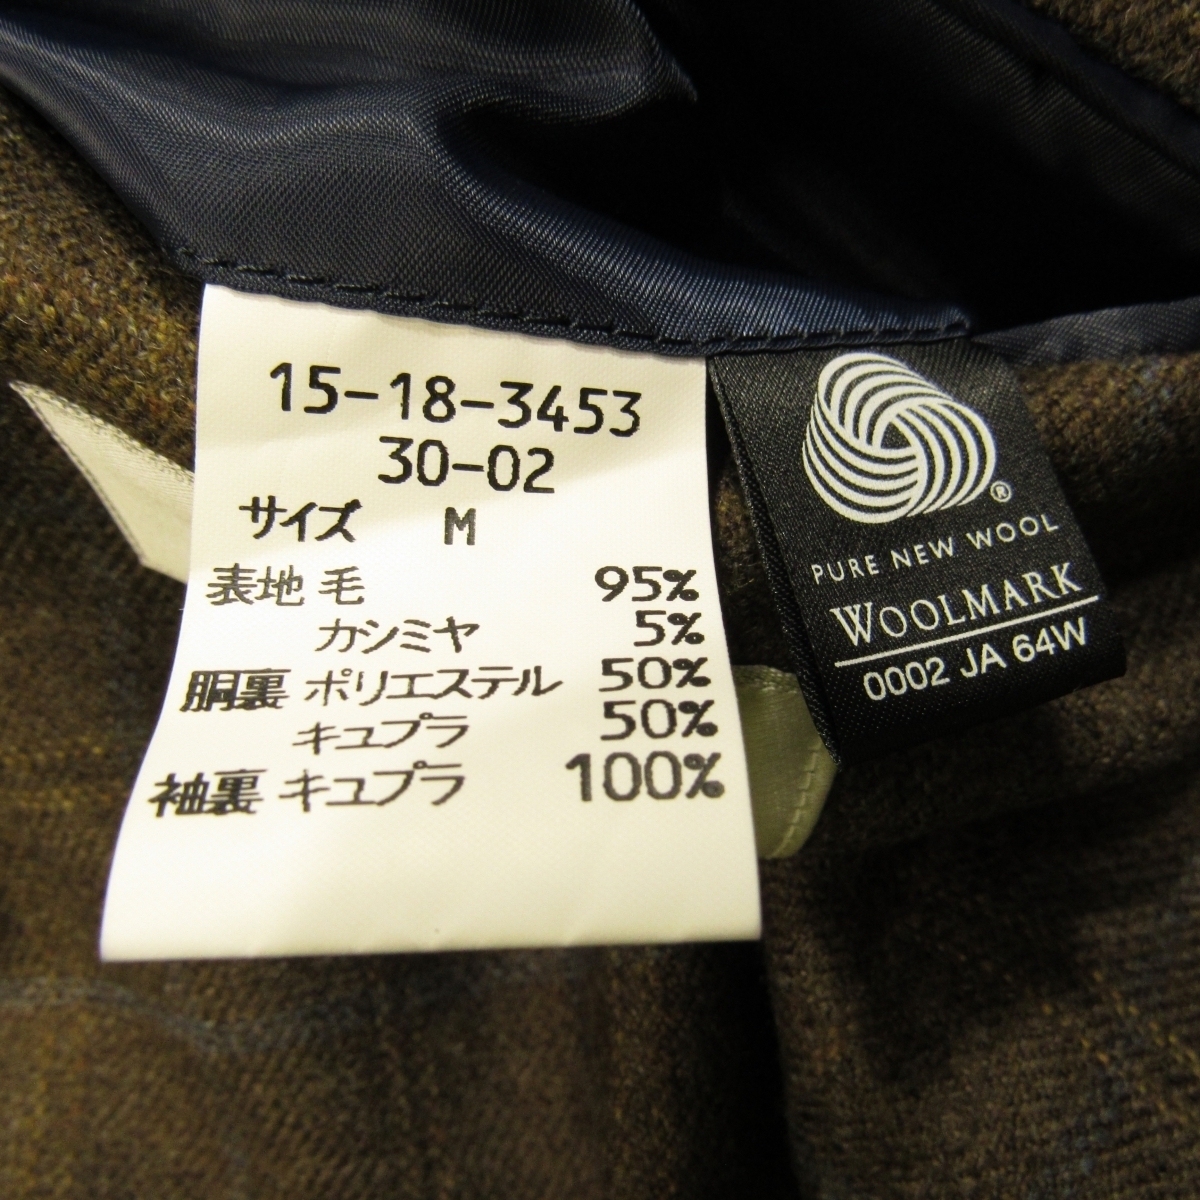 15-18-3453
30-02
サイズ M
表地 毛 95%
カシミヤ 5%
胴裏 ポリエステル 50%
キュプラ 50%
袖裏 キュプラ 100%
®
PURE NEW WOOL
WOOLMARK
0002 JA 64W